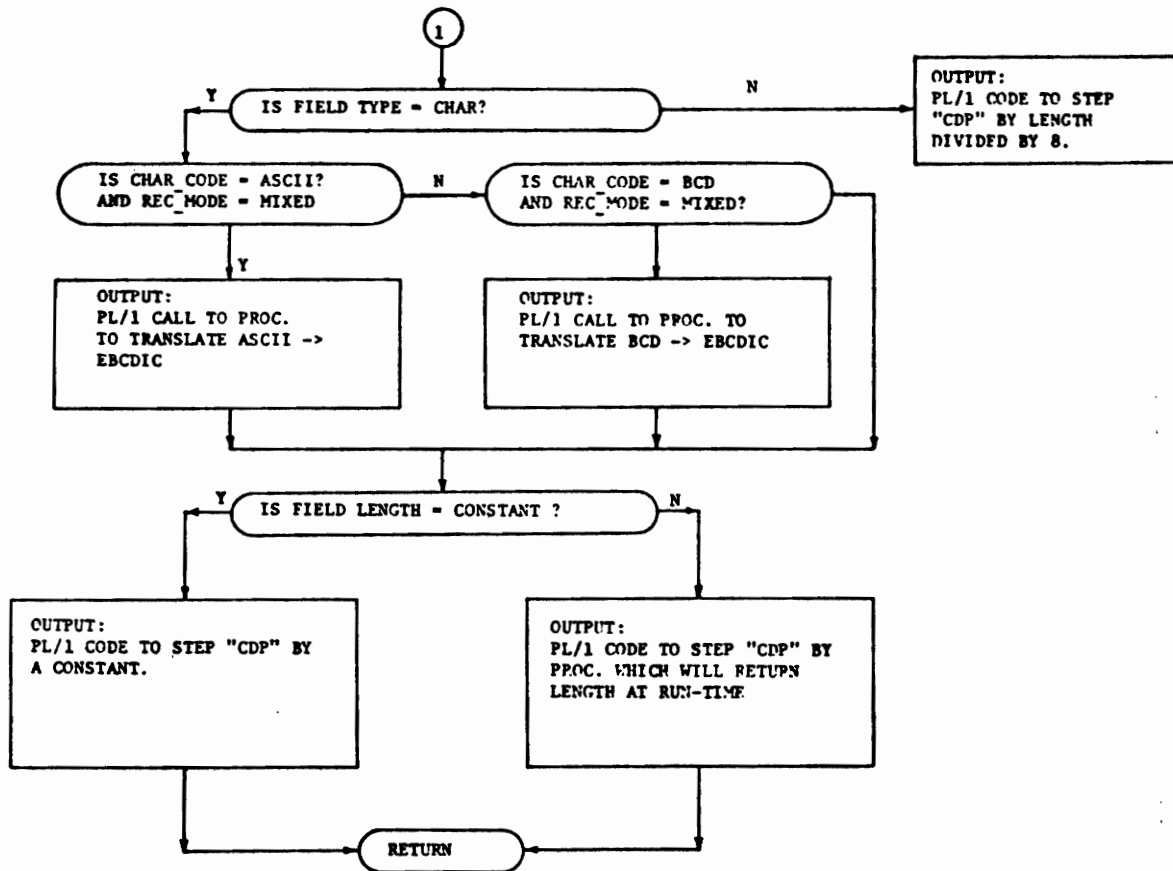 1
Y
IS FIELD TYPE = CHAR?
N
OUTPUT:
PL/1 CODE TO STEP
"CDP" BY LENGTH
DIVIDED BY 8.
IS CHAR_CODE = ASCII?
AND REC_MODE = MIXED
N
IS CHAR_CODE = BCD
AND REC_MODE = MIXED?
Y
OUTPUT:
PL/1 CALL TO PROC.
TO TRANSLATE ASCII ->
EBCDIC
OUTPUT:
PL/1 CALL TO PROC. TO
TRANSLATE BCD -> EBCDIC
Y
IS FIELD LENGTH = CONSTANT ?
N
OUTPUT:
PL/1 CODE TO STEP "CDP" BY
A CONSTANT.
OUTPUT:
PL/1 CODE TO STEP "CDP" BY
PROC. WHICH WILL RETURN
LENGTH AT RUN-TIME
RETURN